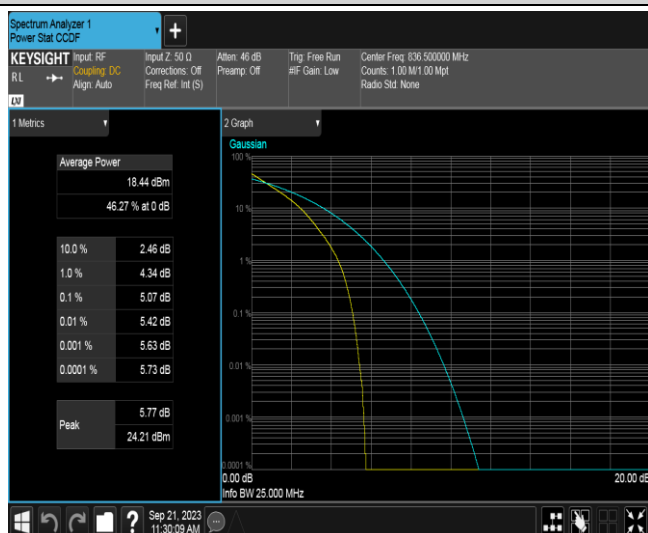 Spectrum Analyzer 1
Power Stat CCDF
+
KEYSIGHT
RL
LXI
Input: RF
Coupling: DC
Align: Auto
Input Z: 50 Ω
Corrections: Off
Freq Ref: Int (S)
Atten: 46 dB
Preamp: Off
Trig: Free Run
#IF Gain: Low
Center Freq: 836.500000 MHz
Counts: 1.00 M/1.00 Mpt
Radio Std: None
1 Metrics
Average Power
18.44 dBm
46.27 % at 0 dB
10.0 % 2.46 dB
1.0 % 4.34 dB
0.1 % 5.07 dB
0.01 % 5.42 dB
0.001 % 5.63 dB
0.0001 % 5.73 dB
Peak
5.77 dB
24.21 dBm
2 Graph
Gaussian
100 %
10 %
1 %
0.1 %
0.01 %
0.001 %
0.0001 %
0.00 dB 20.00 dB
Info BW 25.000 MHz
?
Sep 21, 2023
11:30:09 AM